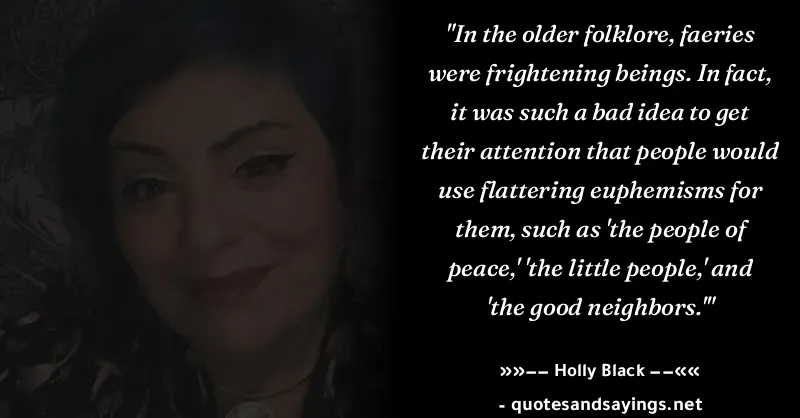 "In the older folklore, faeries
were frightening beings. In fact,
it was such a bad idea to get
their attention that people would
use flattering euphemisms for
them, such as 'the people of
peace,' 'the little people,' and
'the good neighbors.'"
»»−− Holly Black −−««
- quotesandsayings.net